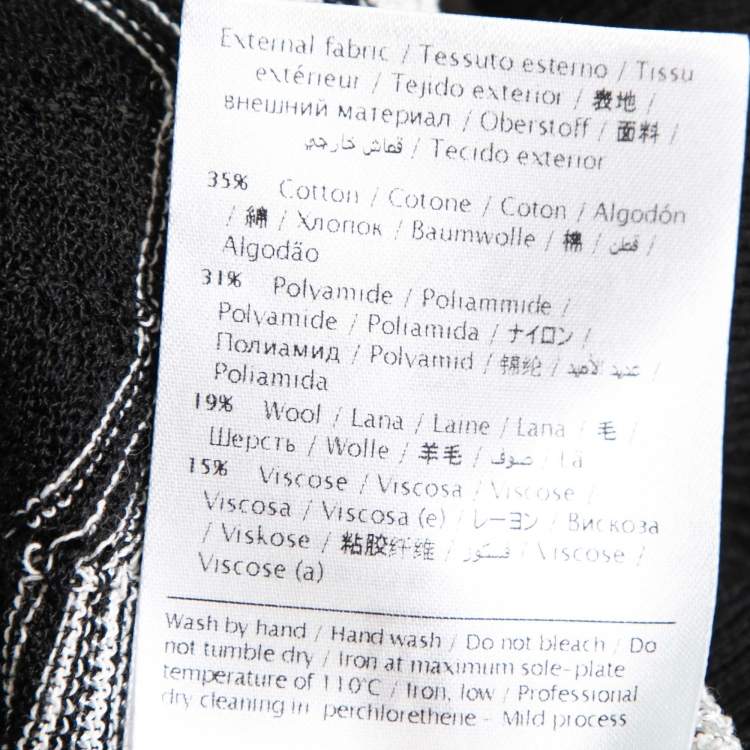 External fabric / Tessuto esterno / Tissu
extérieur / Tejido exterior / 表地 /
внешний материал / Oberstoff / 面料 /
قماش خارجي / Tecido exterior
35% Cotton / Cotone / Coton / Algodón
/ 綿 / Хлопок / Baumwolle / 棉 / قطن /
Algodão
31% Polyamide / Poliammide /
Polyamide / Poliamida / ナイロン /
Полиамид / Polyamid / 锦纶 / عديد الأميد /
Poliamida
19% Wool / Lana / Laine / Lana / 毛 /
Шерсть / Wolle / 羊毛 / صوف / Lã
15% Viscose / Viscosa / Viscose /
Viscosa / Viscosa (e) / レーヨン / Вискоза
/ Viskose / 粘胶纤维 / فستوز / Viscose /
Viscose (a)
Wash by hand / Hand wash / Do not bleach / Do
not tumble dry / Iron at maximum sole-plate
temperature of 110°C / Iron, low / Professional
dry cleaning in perchlorethene - Mild process